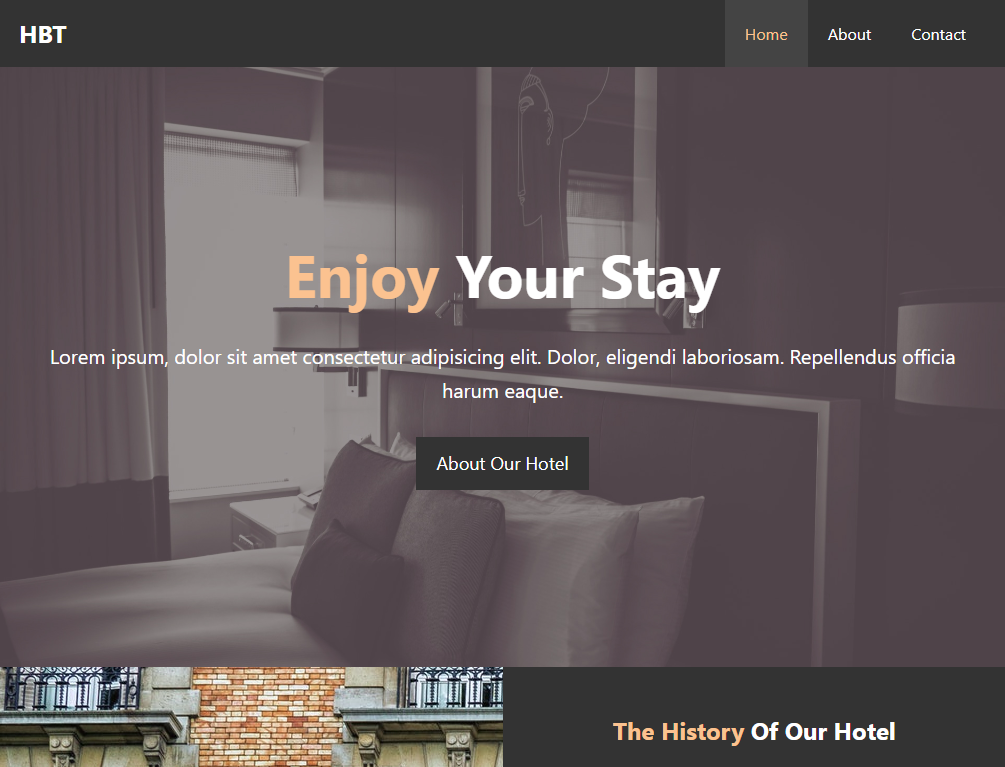 HBT
Home About Contact
Enjoy Your Stay
Lorem ipsum, dolor sit amet consectetur adipisicing elit. Dolor, eligendi laboriosam. Repellendus officia
harum eaque.
About Our Hotel
The History Of Our Hotel